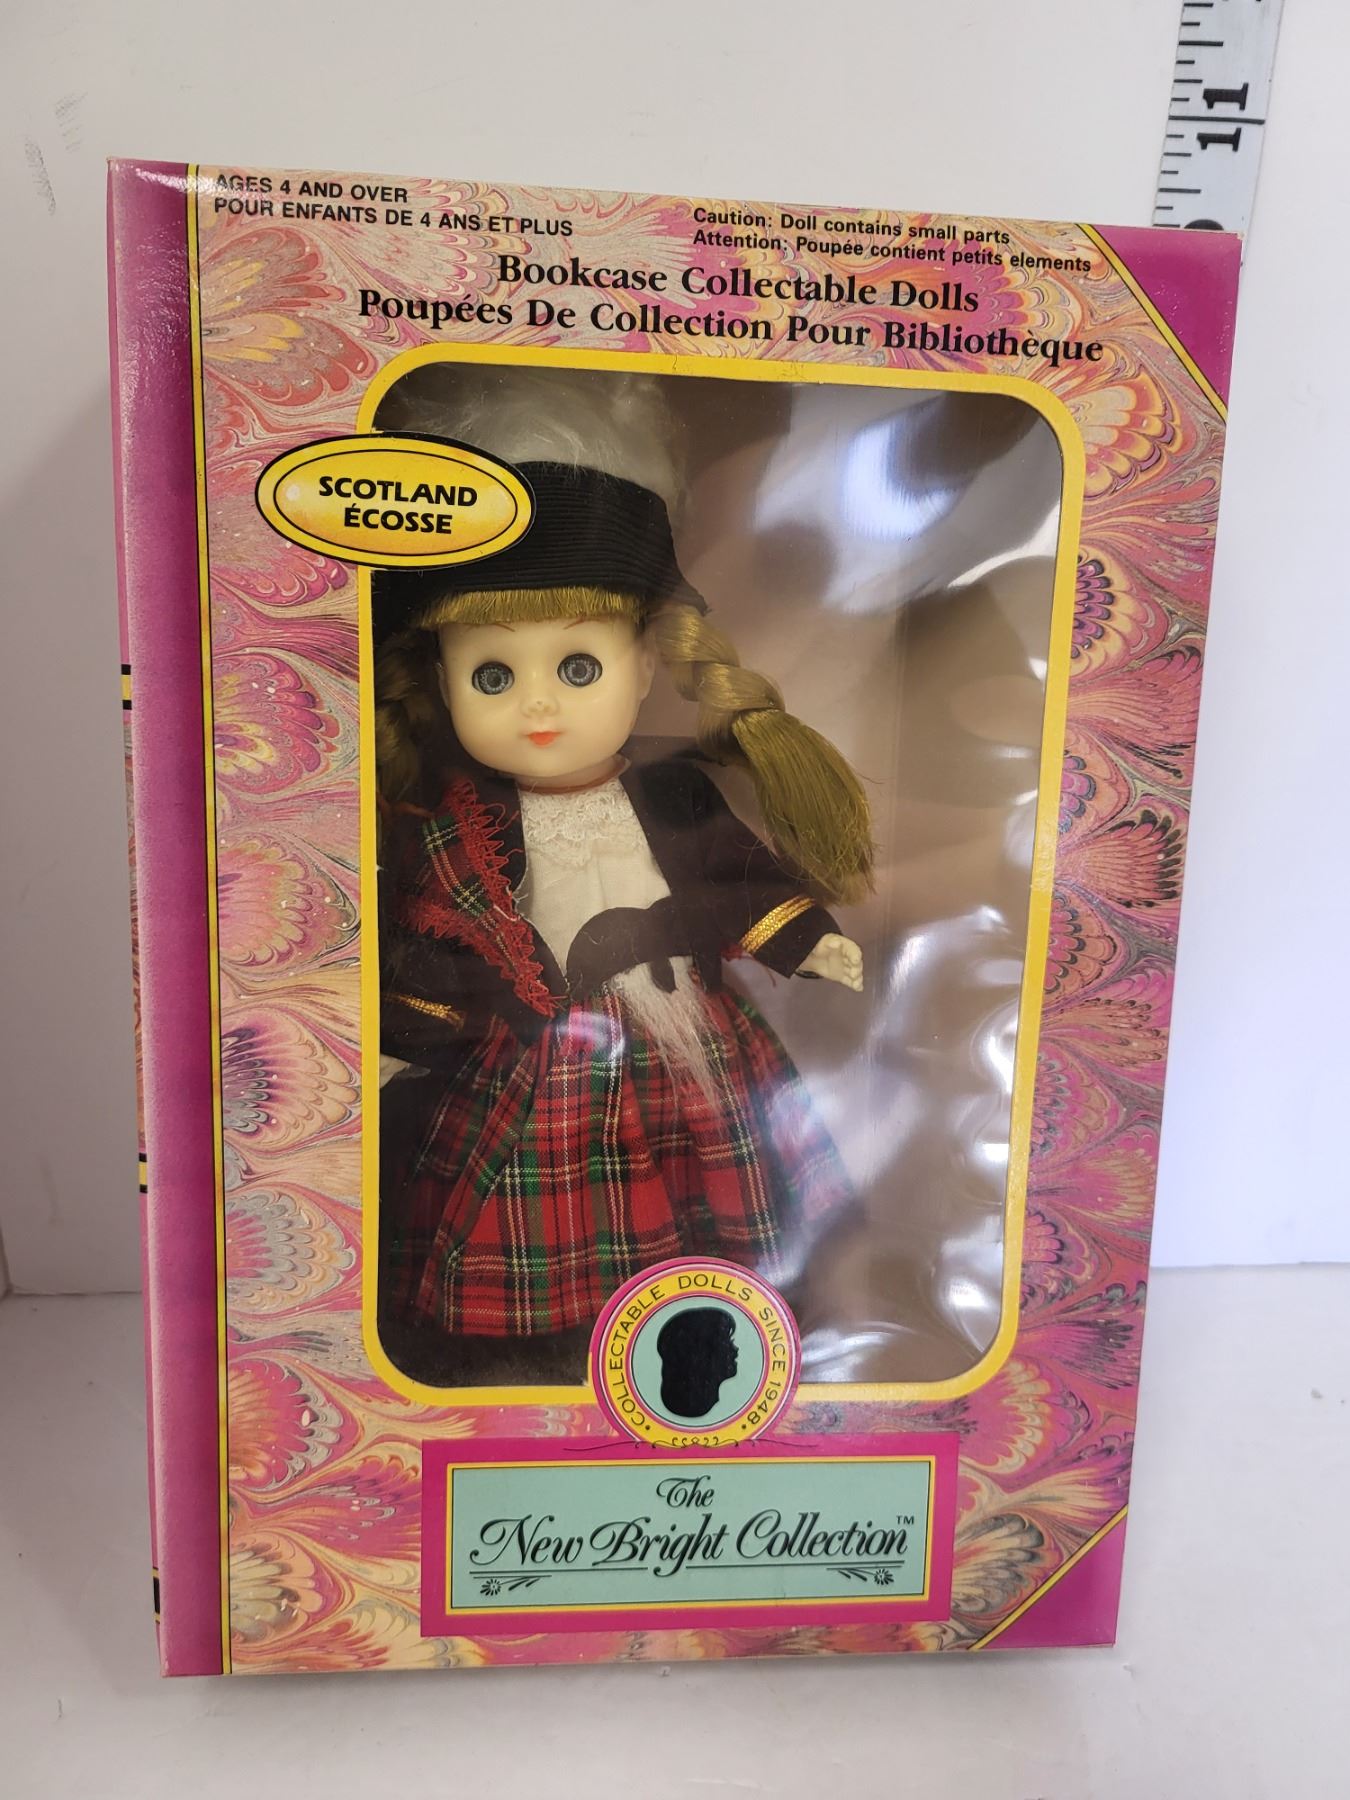 AGES 4 AND OVER
POUR ENFANTS DE 4 ANS ET PLUS
Caution: Doll contains small parts
Attention: Poupée contient petits elements
Bookcase Collectable Dolls
Poupées De Collection Pour Bibliothèque
SCOTLAND
ÉCOSSE
• COLLECTABLE DOLLS SINCE 1948 •
The
New Bright Collection™
11